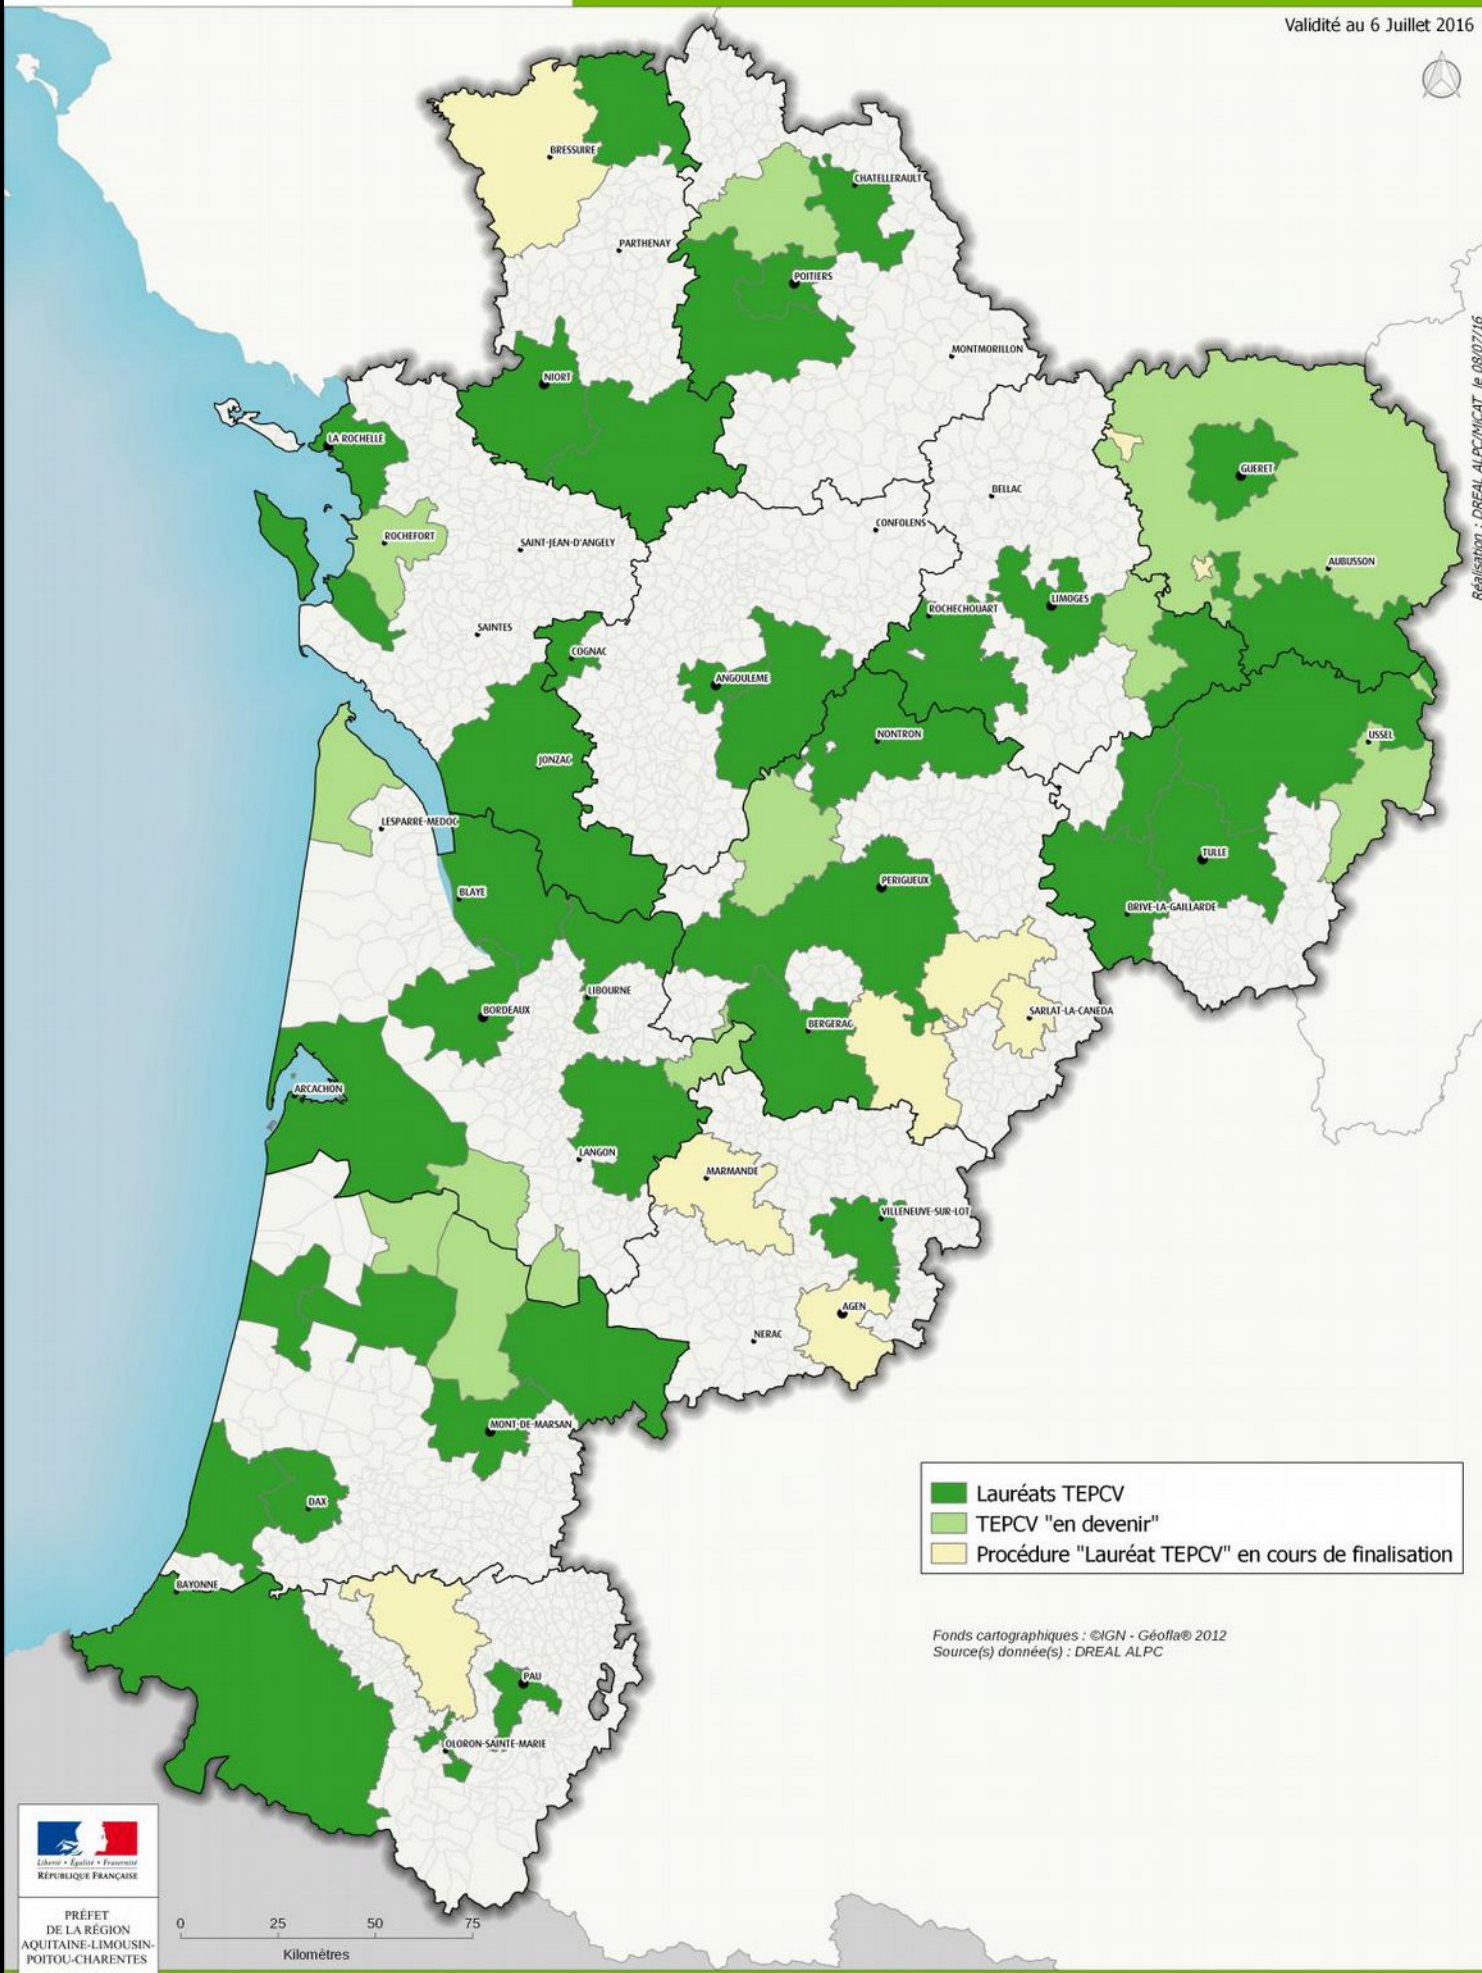 Validité au 6 Juillet 2016
BRESSUIRE
CHATELLERAULT
PARTHENAY
POITIERS
MONTMORILLON
NIORT
LA ROCHELLE
GUERET
BELLAC
ROCHEFORT
SAINT-JEAN-D'ANGELY
CONFOLENS
AUBUSSON
Réalisation : DREAL ALPC/MICAT le 08/07/16
LIMOGES
ROCHECHOUART
SAINTES
COGNAC
ANGOULEME
NONTRON
USSEL
JONZAC
LESPARRE-MEDOC
TULLE
PERIGUEUX
BLAYE
BRIVE-LA-GAILLARDE
LIBOURNE
BORDEAUX
SARLAT-LA-CANEDA
BERGERAC
ARCACHON
LANGON
MARMANDE
VILLENEUVE-SUR-LOT
AGEN
NERAC
MONT-DE-MARSAN
DAX
Lauréats TEPCV
TEPCV "en devenir"
Procédure "Lauréat TEPCV" en cours de finalisation
BAYONNE
Fonds cartographiques : ©IGN - Géofla® 2012
Source(s) donnée(s) : DREAL ALPC
PAU
OLORON-SAINTE-MARIE
Liberté • Égalité • Fraternité
RÉPUBLIQUE FRANÇAISE
PRÉFET
DE LA RÉGION
AQUITAINE-LIMOUSIN-
POITOU-CHARENTES
0 25 50 75
Kilomètres